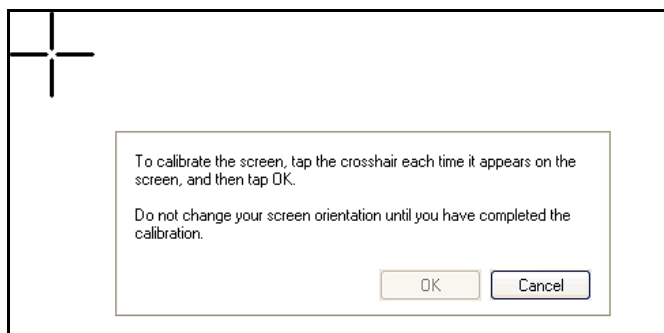 To calibrate the screen, tap the crosshair each time it appears on the
screen, and then tap OK.
Do not change your screen orientation until you have completed the
calibration.
OK
Cancel